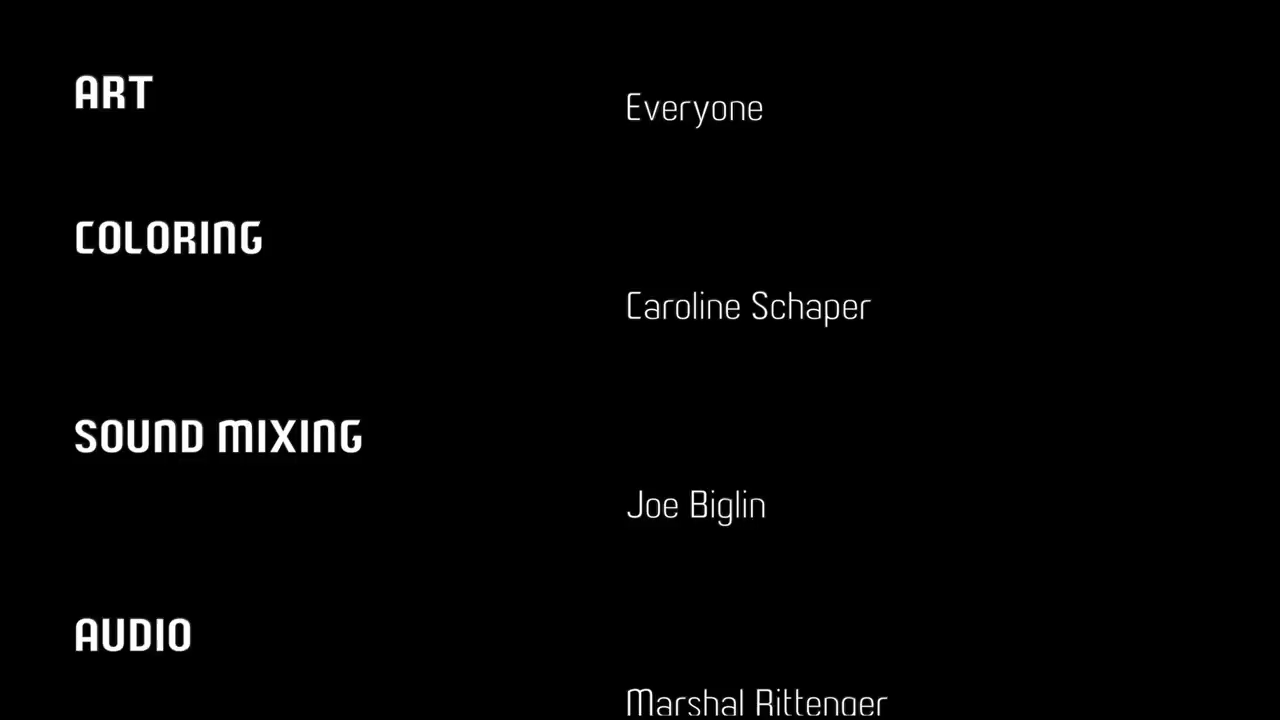 ART
Everyone
COLORING
Caroline Schaper
SOUND MIXING
Joe Biglin
AUDIO
Marshal Rittenger